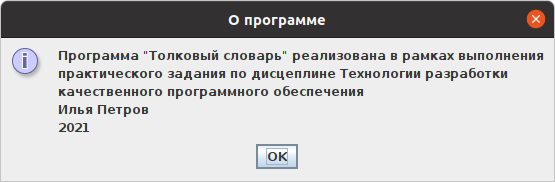 О программе
Программа "Толковый словарь" реализована в рамках выполнения
практического задания по дисцеплине Технологии разработки
качественного программного обеспечения
Илья Петров
2021
OK